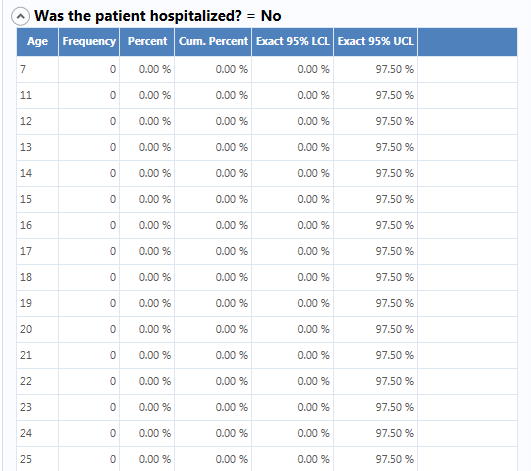 Was the patient hospitalized? = No
Age Frequency Percent Cum. Percent Exact 95% LCL Exact 95% UCL
7 0 0.00 % 0.00 % 0.00 % 97.50 %
11 0 0.00 % 0.00 % 0.00 % 97.50 %
12 0 0.00 % 0.00 % 0.00 % 97.50 %
13 0 0.00 % 0.00 % 0.00 % 97.50 %
14 0 0.00 % 0.00 % 0.00 % 97.50 %
15 0 0.00 % 0.00 % 0.00 % 97.50 %
16 0 0.00 % 0.00 % 0.00 % 97.50 %
17 0 0.00 % 0.00 % 0.00 % 97.50 %
18 0 0.00 % 0.00 % 0.00 % 97.50 %
19 0 0.00 % 0.00 % 0.00 % 97.50 %
20 0 0.00 % 0.00 % 0.00 % 97.50 %
21 0 0.00 % 0.00 % 0.00 % 97.50 %
22 0 0.00 % 0.00 % 0.00 % 97.50 %
23 0 0.00 % 0.00 % 0.00 % 97.50 %
24 0 0.00 % 0.00 % 0.00 % 97.50 %
25 0 0.00 % 0.00 % 0.00 % 97.50 %